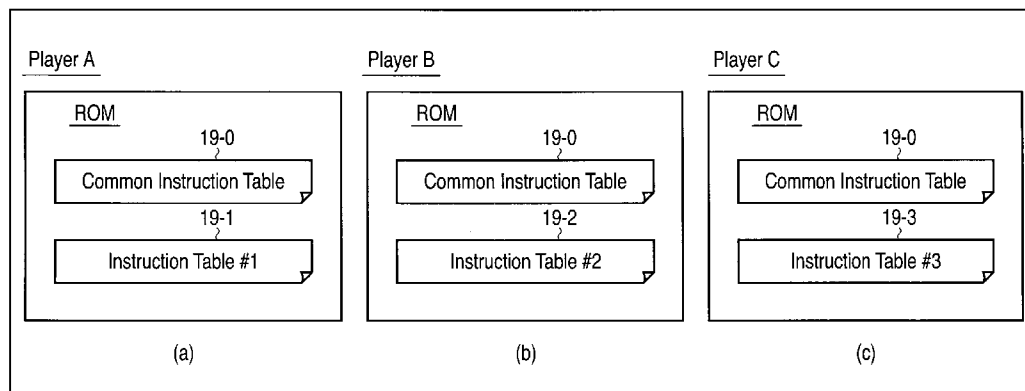 Player A
ROM
19-0
Common Instruction Table
19-1
Instruction Table #1
(a)
Player B
ROM
19-0
Common Instruction Table
19-2
Instruction Table #2
(b)
Player C
ROM
19-0
Common Instruction Table
19-3
Instruction Table #3
(c)